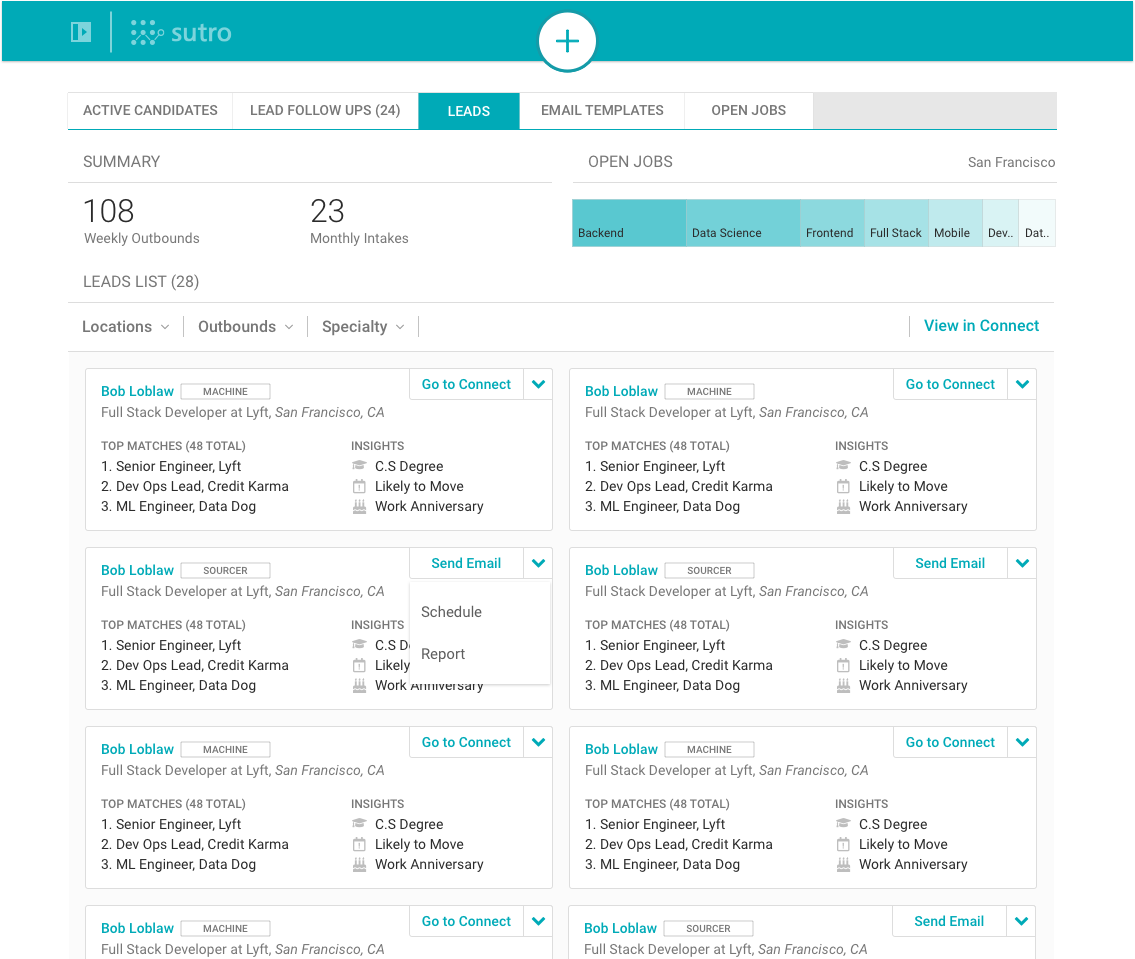 sutro
ACTIVE CANDIDATES
LEAD FOLLOW UPS (24)
LEADS
EMAIL TEMPLATES
OPEN JOBS
SUMMARY
108
Weekly Outbounds
23
Monthly Intakes
OPEN JOBS
San Francisco
Backend
Data Science
Frontend
Full Stack
Mobile
Dev..
Dat..
LEADS LIST (28)
Locations
Outbounds
Specialty
View in Connect
Bob Loblaw MACHINE
Go to Connect
Full Stack Developer at Lyft, San Francisco, CA
TOP MATCHES (48 TOTAL)
1. Senior Engineer, Lyft
2. Dev Ops Lead, Credit Karma
3. ML Engineer, Data Dog
INSIGHTS
C.S Degree
Likely to Move
Work Anniversary
Bob Loblaw MACHINE
Go to Connect
Full Stack Developer at Lyft, San Francisco, CA
TOP MATCHES (48 TOTAL)
1. Senior Engineer, Lyft
2. Dev Ops Lead, Credit Karma
3. ML Engineer, Data Dog
INSIGHTS
C.S Degree
Likely to Move
Work Anniversary
Bob Loblaw SOURCER
Send Email
Full Stack Developer at Lyft, San Francisco, CA
TOP MATCHES (48 TOTAL)
1. Senior Engineer, Lyft
2. Dev Ops Lead, Credit Karma
3. ML Engineer, Data Dog
INSIGHTS
C.S D
Likely
Work Anniversary
Schedule
Report
Bob Loblaw SOURCER
Send Email
Full Stack Developer at Lyft, San Francisco, CA
TOP MATCHES (48 TOTAL)
1. Senior Engineer, Lyft
2. Dev Ops Lead, Credit Karma
3. ML Engineer, Data Dog
INSIGHTS
C.S Degree
Likely to Move
Work Anniversary
Bob Loblaw MACHINE
Go to Connect
Full Stack Developer at Lyft, San Francisco, CA
TOP MATCHES (48 TOTAL)
1. Senior Engineer, Lyft
2. Dev Ops Lead, Credit Karma
3. ML Engineer, Data Dog
INSIGHTS
C.S Degree
Likely to Move
Work Anniversary
Bob Loblaw MACHINE
Go to Connect
Full Stack Developer at Lyft, San Francisco, CA
TOP MATCHES (48 TOTAL)
1. Senior Engineer, Lyft
2. Dev Ops Lead, Credit Karma
3. ML Engineer, Data Dog
INSIGHTS
C.S Degree
Likely to Move
Work Anniversary
Bob Loblaw MACHINE
Go to Connect
Full Stack Developer at Lyft, San Francisco, CA
Bob Loblaw SOURCER
Send Email
Full Stack Developer at Lyft, San Francisco, CA